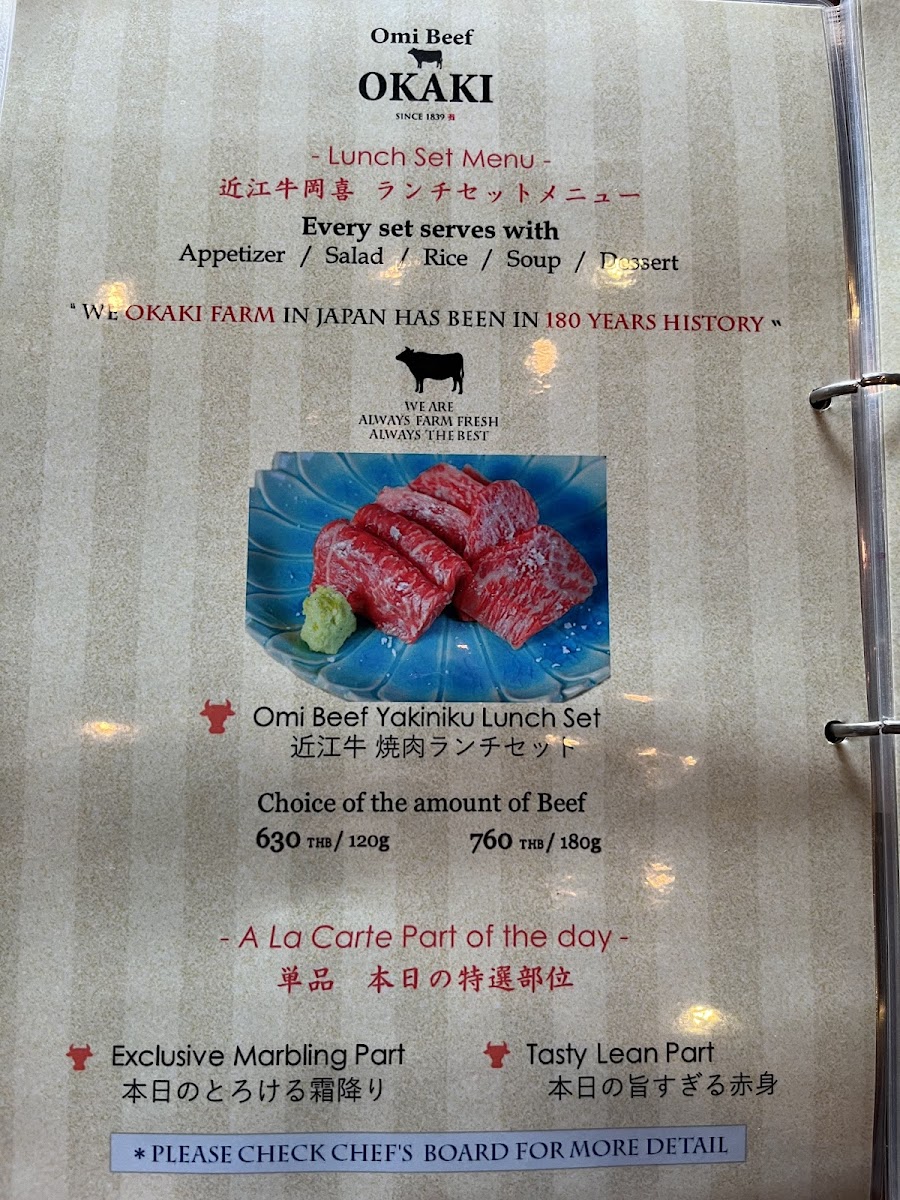 Omi Beef
OKAKI
SINCE 1839
- Lunch Set Menu -
近江牛岡喜 ランチセットメニュー
Every set serves with
Appetizer / Salad / Rice / Soup / Dessert
" WE OKAKI FARM IN JAPAN HAS BEEN IN 180 YEARS HISTORY "
WE ARE
ALWAYS FARM FRESH
ALWAYS THE BEST
Omi Beef Yakiniku Lunch Set
近江牛 焼肉ランチセット
Choice of the amount of Beef
630 THB / 120g 760 THB / 180g
- A La Carte Part of the day -
単品 本日の特選部位
Exclusive Marbling Part Tasty Lean Part
本日のとろける霜降り 本日の旨すぎる赤身
* PLEASE CHECK CHEF'S BOARD FOR MORE DETAIL